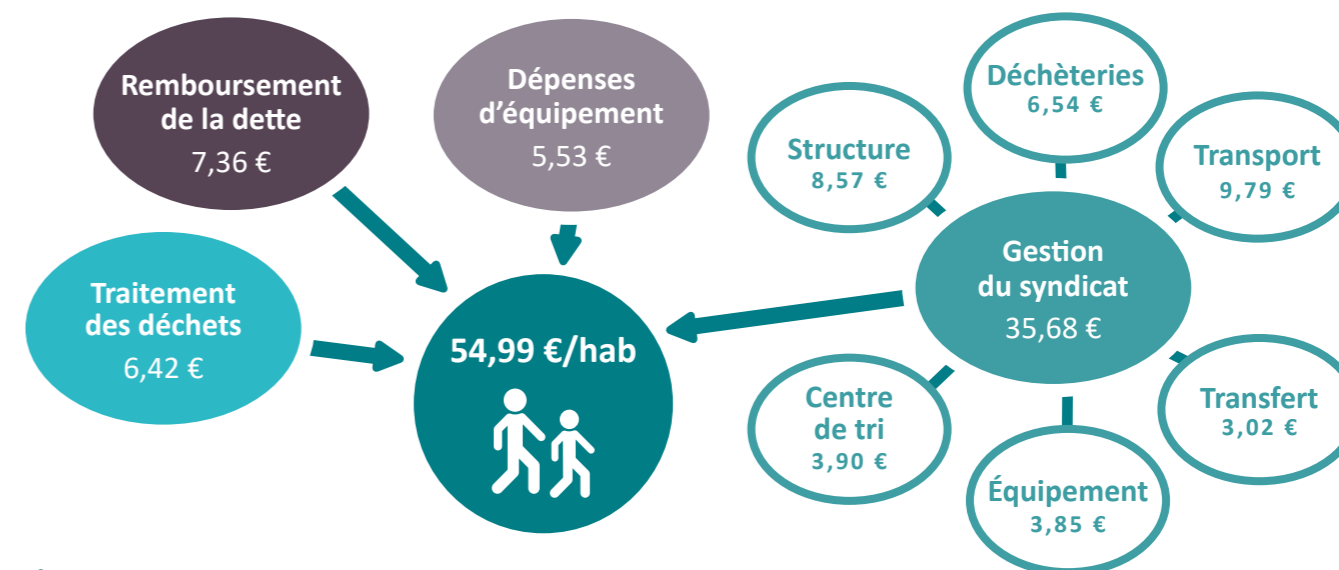 Remboursement
de la dette
7,36 €
Dépenses
d'équipement
5,53 €
Traitement
des déchets
6,42 €
54,99 €/hab
Gestion
du syndicat
35,68 €
Structure
8,57 €
Déchèteries
6,54 €
Transport
9,79 €
Centre
de tri
3,90 €
Équipement
3,85 €
Transfert
3,02 €